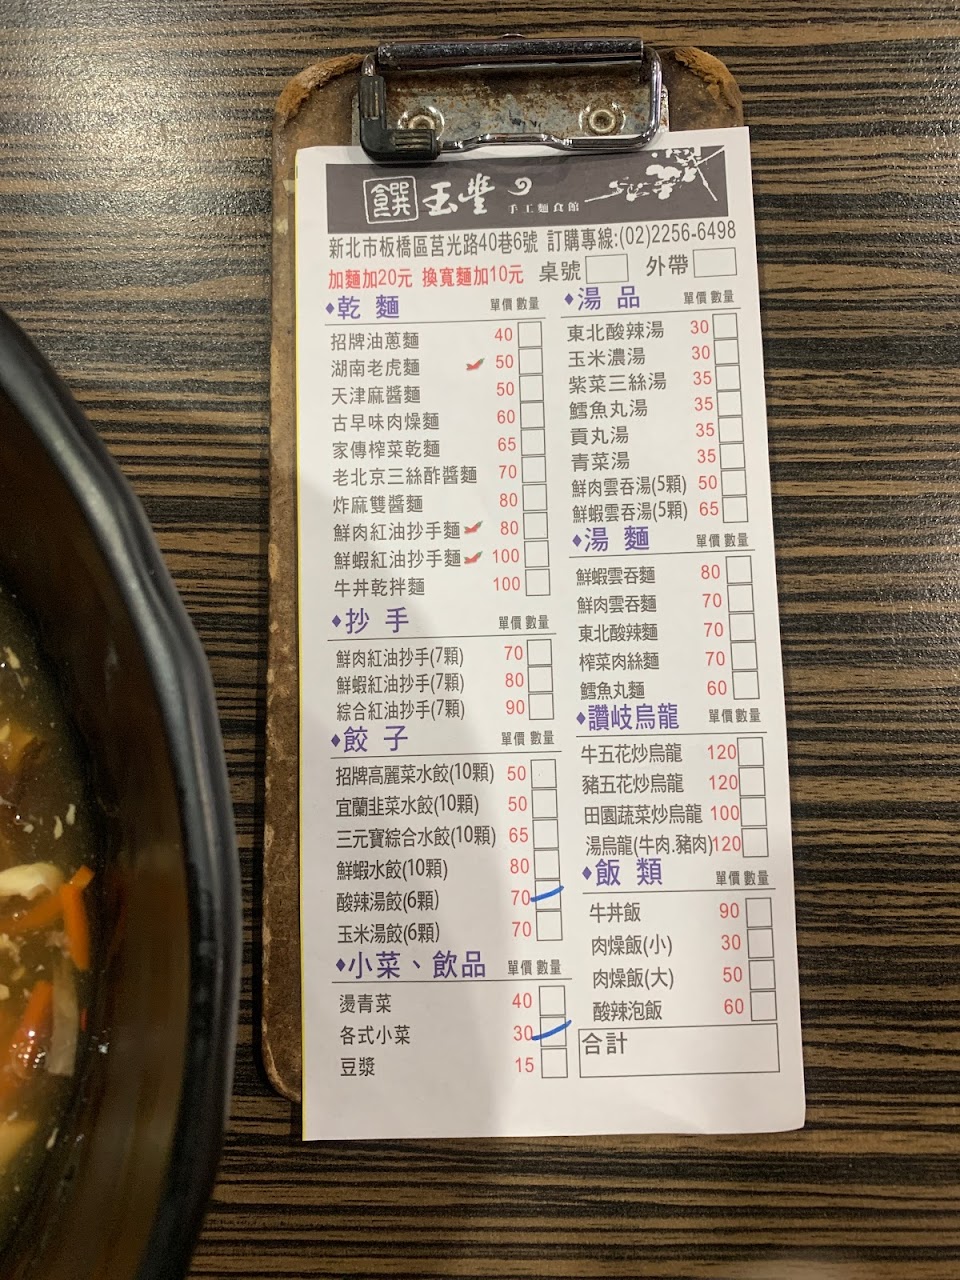 饌 玉豐 手工麵食館
新北市板橋區莒光路40巷6號 訂購專線:(02)2256-6498
加麵加20元 換寬麵加10元 桌號 外帶
♦乾 麵 單價 數量
招牌油蔥麵 40
湖南老虎麵 50
天津麻醬麵 50
古早味肉燥麵 60
家傳榨菜乾麵 65
老北京三絲酢醬麵 70
炸麻雙醬麵 80
鮮肉紅油抄手麵 80
鮮蝦紅油抄手麵 100
牛丼乾拌麵 100
♦抄 手 單價 數量
鮮肉紅油抄手(7顆) 70
鮮蝦紅油抄手(7顆) 80
綜合紅油抄手(7顆) 90
♦餃 子 單價 數量
招牌高麗菜水餃(10顆) 50
宜蘭韭菜水餃(10顆) 50
三元寶綜合水餃(10顆) 65
鮮蝦水餃(10顆) 80
酸辣湯餃(6顆) 70
玉米湯餃(6顆) 70
♦小菜、飲品 單價 數量
燙青菜 40
各式小菜 30
豆漿 15
♦湯 品 單價 數量
東北酸辣湯 30
玉米濃湯 30
紫菜三絲湯 35
鱈魚丸湯 35
貢丸湯 35
青菜湯 35
鮮肉雲吞湯(5顆) 50
鮮蝦雲吞湯(5顆) 65
♦湯 麵 單價 數量
鮮蝦雲吞麵 80
鮮肉雲吞麵 70
東北酸辣麵 70
榨菜肉絲麵 70
鱈魚丸麵 60
♦讚岐烏龍 單價 數量
牛五花炒烏龍 120
豬五花炒烏龍 120
田園蔬菜炒烏龍 100
湯烏龍(牛肉.豬肉) 120
♦飯 類 單價 數量
牛丼飯 90
肉燥飯(小) 30
肉燥飯(大) 50
酸辣泡飯 60
合計